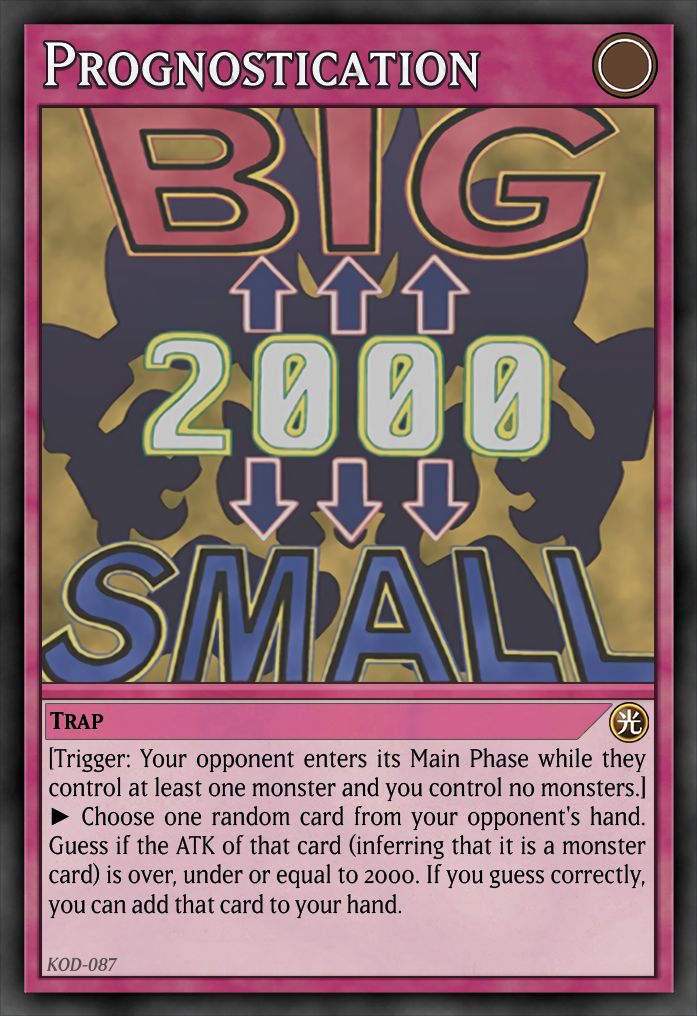 PROGNOSTICATION
BIG
2000
SMALL
TRAP
光
[Trigger: Your opponent enters its Main Phase while they
control at least one monster and you control no monsters.]
► Choose one random card from your opponent's hand.
Guess if the ATK of that card (inferring that it is a monster
card) is over, under or equal to 2000. If you guess correctly,
you can add that card to your hand.
KOD-087